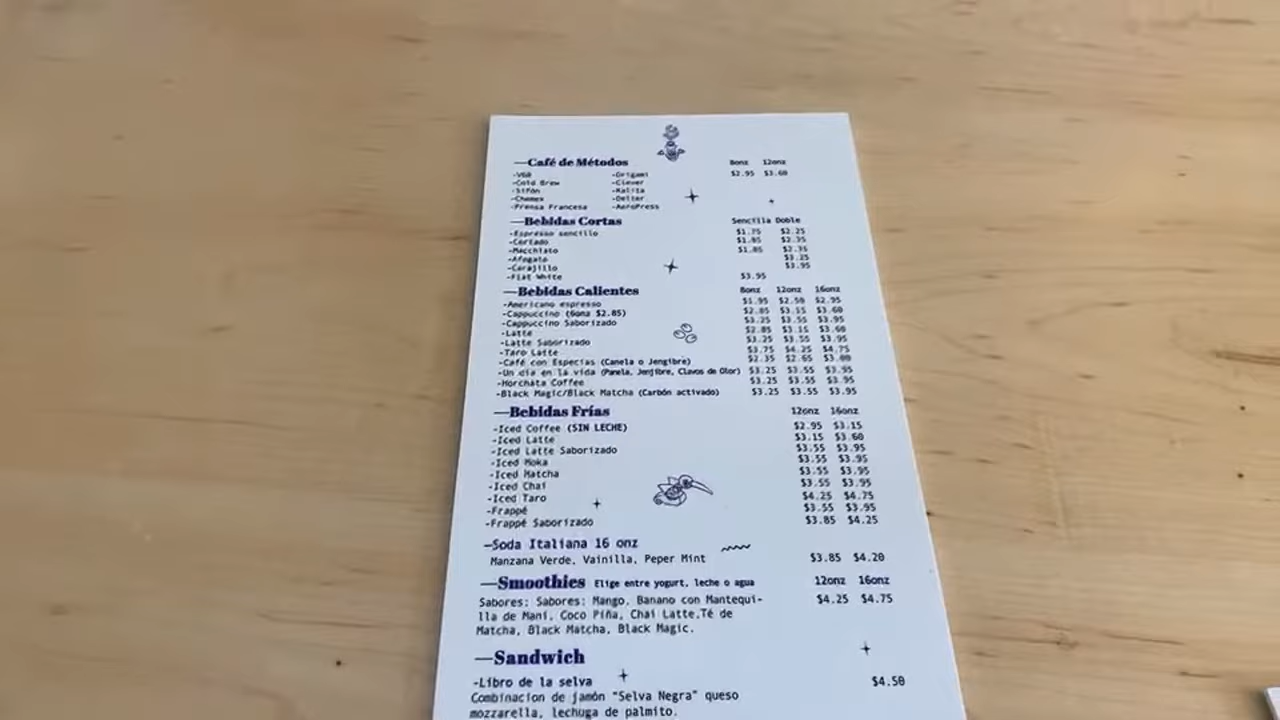 —Café de Métodos 8onz 12onz
-V60 -Origami $2.95 $3.60
-Cold Brew -Clever
-Sifón -Kalita
-Chemex -Delter
-Prensa Francesa -AeroPress
—Bebidas Cortas Sencilla Doble
-Espresso sencillo $1.75 $2.25
-Cortado $1.85 $2.35
-Macchiato $1.85 $2.35
-Afogato $3.25
-Carajillo $3.95
-Flat White $3.95
—Bebidas Calientes 8onz 12onz 16onz
-Americano espresso $1.95 $2.50 $2.95
-Cappuccino (6onz $2.85) $2.85 $3.15 $3.60
-Cappuccino Saborizado $3.25 $3.55 $3.95
-Latte $2.85 $3.15 $3.60
-Latte Saborizado $3.25 $3.55 $3.95
-Taro Latte $3.75 $4.25 $4.75
-Café con Especias (Canela o Jengibre) $2.35 $2.65 $3.00
-Un día en la vida (Panela, Jenjibre, Clavos de Olor) $3.25 $3.55 $3.95
-Horchata Coffee $3.25 $3.55 $3.95
-Black Magic/Black Matcha (Carbón activado) $3.25 $3.55 $3.95
—Bebidas Frías 12onz 16onz
-Iced Coffee (SIN LECHE) $2.95 $3.15
-Iced Latte $3.15 $3.60
-Iced Latte Saborizado $3.55 $3.95
-Iced Moka $3.55 $3.95
-Iced Matcha $3.55 $3.95
-Iced Chai $3.55 $3.95
-Iced Taro $4.25 $4.75
-Frappé $3.55 $3.95
-Frappé Saborizado $3.85 $4.25
—Soda Italiana 16 onz
Manzana Verde, Vainilla, Peper Mint $3.85 $4.20
—Smoothies Elige entre yogurt, leche o agua 12onz 16onz
Sabores: Sabores: Mango, Banano con Mantequi- $4.25 $4.75
lla de Maní, Coco Piña, Chai Latte,Té de
Matcha, Black Matcha, Black Magic.
—Sandwich
-Libro de la selva $4.50
Combinacion de jamón "Selva Negra" queso
mozzarella, lechuga de palmito.